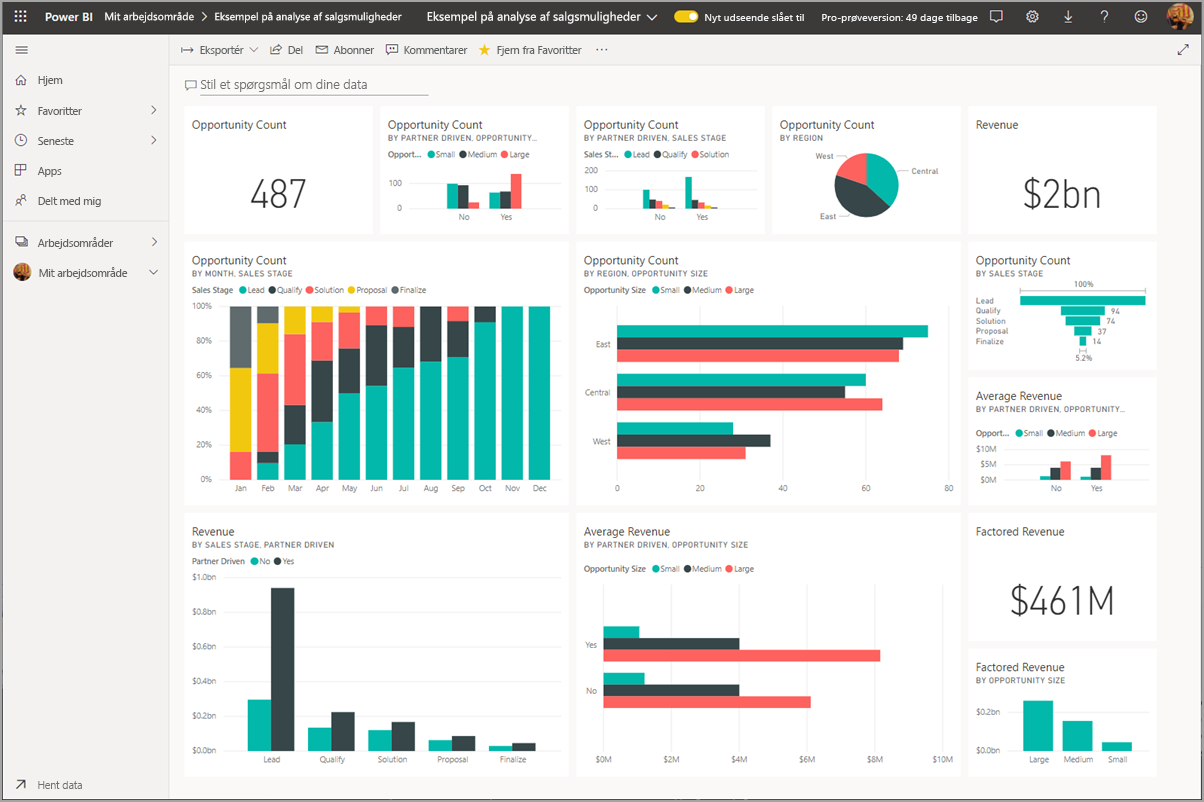 Power BI Mit arbejdsområde Eksempel på analyse af salgsmuligheder Eksempel på analyse af salgsmuligheder Nyt udseende slået til Pro-prøveversion: 49 dage tilbage
Eksportér Del Abonner Kommentarer Fjern fra Favoritter ...
Hjem
Favoritter
Seneste
Apps
Delt med mig
Arbejdsområder
Mit arbejdsområde
Hent data
Stil et spørgsmål om dine data
Opportunity Count
487
Opportunity Count
BY PARTNER DRIVEN, OPPORTUNITY...
Opport... Small Medium Large
100
0
No Yes
Opportunity Count
BY PARTNER DRIVEN, SALES STAGE
Sales St... Lead Qualify Solution
200
100
0
No Yes
Opportunity Count
BY REGION
West
Central
East
Revenue
$2bn
Opportunity Count
BY MONTH, SALES STAGE
Sales Stage Lead Qualify Solution Proposal Finalize
100%
80%
60%
40%
20%
0%
Jan Feb Mar Apr May Jun Jul Aug Sep Oct Nov Dec
Opportunity Count
BY REGION, OPPORTUNITY SIZE
Opportunity Size Small Medium Large
East
Central
West
0 20 40 60 80
Opportunity Count
BY SALES STAGE
100%
Lead
Qualify 94
Solution 74
Proposal 37
Finalize 14
5.2%
Average Revenue
BY PARTNER DRIVEN, OPPORTUNITY...
Opport... Small Medium Large
$10M
$5M
$0M
No Yes
Revenue
BY SALES STAGE, PARTNER DRIVEN
Partner Driven No Yes
$1.0bn
$0.8bn
$0.6bn
$0.4bn
$0.2bn
$0.0bn
Lead Qualify Solution Proposal Finalize
Average Revenue
BY PARTNER DRIVEN, OPPORTUNITY SIZE
Opportunity Size Small Medium Large
Yes
No
$0M $2M $4M $6M $8M $10M
Factored Revenue
$461M
Factored Revenue
BY OPPORTUNITY SIZE
$0.2bn
$0.0bn
Large Medium Small